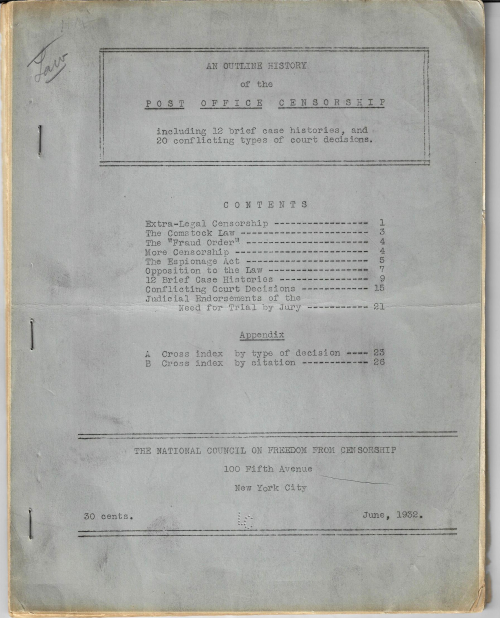 Law
AN OUTLINE HISTORY
of the
POST OFFICE CENSORSHIP
including 12 brief case histories, and
20 conflicting types of court decisions.
CONTENTS
Extra-Legal Censorship ----------------- 1
The Comstock Law ----------------------- 3
The "Fraud Order" ---------------------- 4
More Censorship ------------------------ 4
The Espionage Act ---------------------- 5
Opposition to the Law ------------------ 7
12 Brief Case Histories ---------------- 9
Conflicting Court Decisions ------------ 15
Judicial Endorsements of the
Need for Trial by Jury ----------- 21
Appendix
A Cross index by type of decision ---- 23
B Cross index by citation ------------ 26
THE NATIONAL COUNCIL ON FREEDOM FROM CENSORSHIP
100 Fifth Avenue
New York City
30 cents. June, 1932.